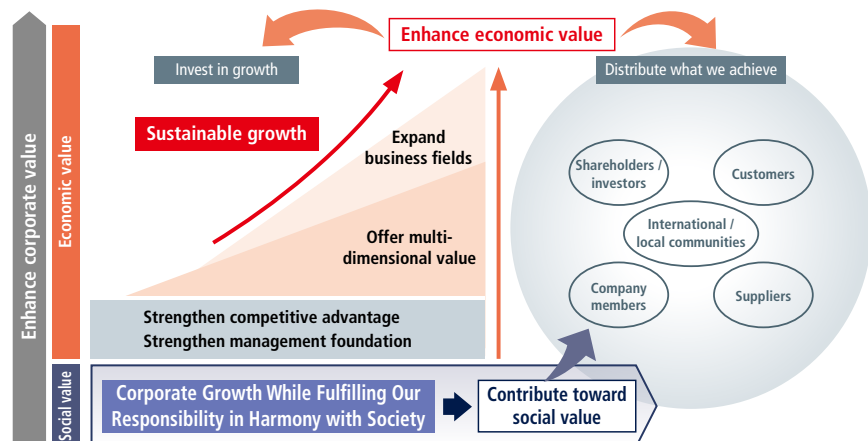 Enhance corporate value
Economic value
Social value
Enhance economic value
Invest in growth
Distribute what we achieve
Sustainable growth
Expand
business fields
Offer multi-
dimensional value
Strengthen competitive advantage
Strengthen management foundation
Shareholders /
investors
Customers
International /
local communities
Company
members
Suppliers
Corporate Growth While Fulfilling Our
Responsibility in Harmony with Society
Contribute toward
social value